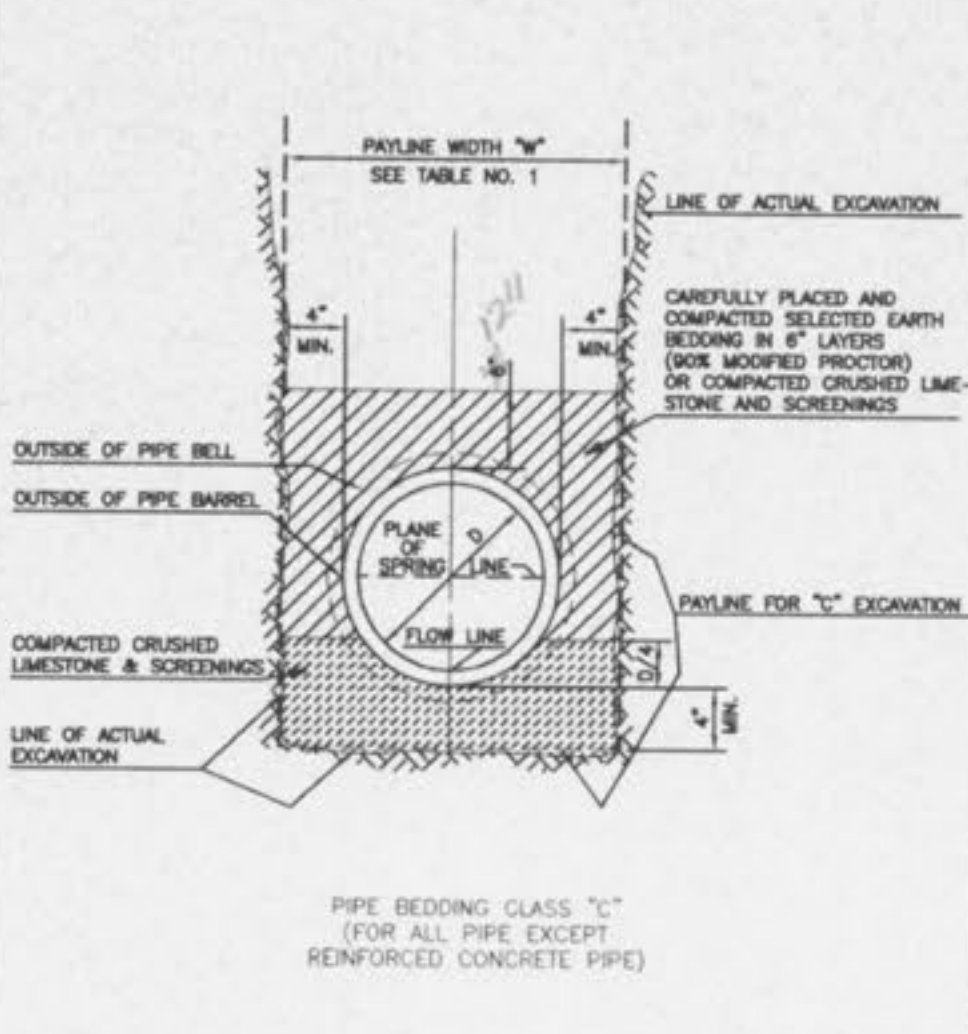 PAYLINE WIDTH "W"
SEE TABLE NO. 1
LINE OF ACTUAL EXCAVATION
CAREFULLY PLACED AND
COMPACTED SELECTED EARTH
BEDDING IN 6" LAYERS
(90% MODIFIED PROCTOR)
OR COMPACTED CRUSHED LIME-
STONE AND SCREENINGS
4"
MIN.
12"
4"
MIN.
OUTSIDE OF PIPE BELL
OUTSIDE OF PIPE BARREL
PLANE
OF
SPRING LINE
D
FLOW LINE
PAYLINE FOR "C" EXCAVATION
COMPACTED CRUSHED
LIMESTONE & SCREENINGS
D/4
4"
MIN.
LINE OF ACTUAL
EXCAVATION
PIPE BEDDING CLASS "C"
(FOR ALL PIPE EXCEPT
REINFORCED CONCRETE PIPE)